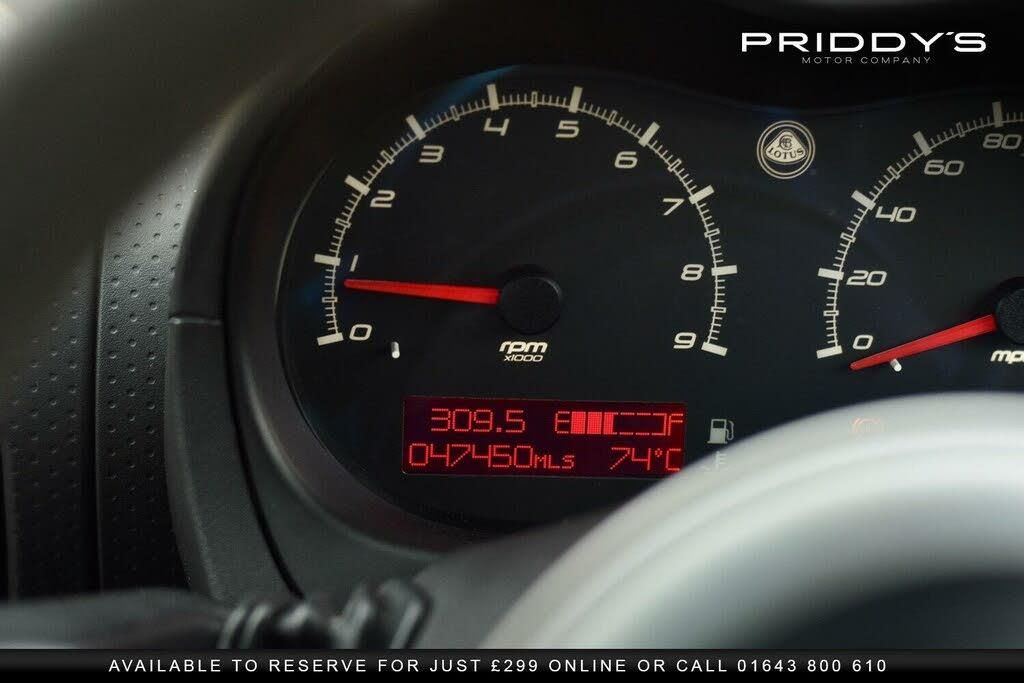 PRIDDY'S
MOTOR COMPANY
0 1 2 3 4 5 6 7 8 9
rpm
x1000
LOTUS
0 20 40 60 80
309.5 E F
047450MLS 74°C
AVAILABLE TO RESERVE FOR JUST £299 ONLINE OR CALL 01643 800 610